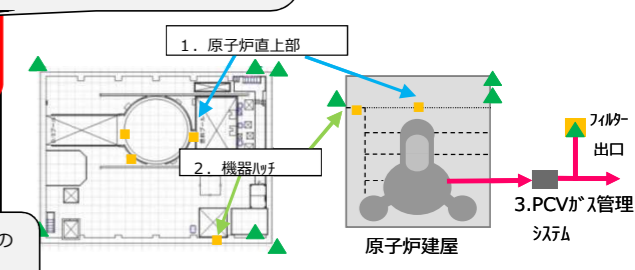 1. 原子炉直上部
2. 機器ﾊｯﾁ
ﾌｨﾙﾀｰ
出口
3.PCVｶﾞｽ管理
ｼｽﾃﾑ
原子炉建屋
の